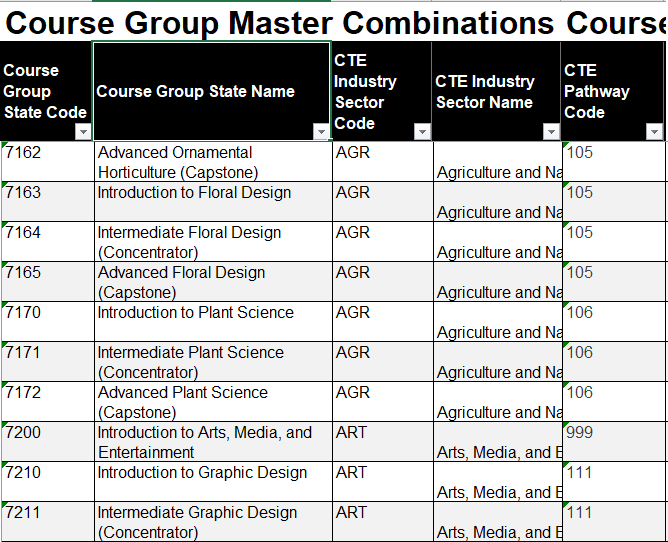 Course Group Master Combinations Course
Course Group State Code
Course Group State Name
CTE Industry Sector Code
CTE Industry Sector Name
CTE Pathway Code
7162 Advanced Ornamental Horticulture (Capstone) AGR Agriculture and Na 105
7163 Introduction to Floral Design AGR Agriculture and Na 105
7164 Intermediate Floral Design (Concentrator) AGR Agriculture and Na 105
7165 Advanced Floral Design (Capstone) AGR Agriculture and Na 105
7170 Introduction to Plant Science AGR Agriculture and Na 106
7171 Intermediate Plant Science (Concentrator) AGR Agriculture and Na 106
7172 Advanced Plant Science (Capstone) AGR Agriculture and Na 106
7200 Introduction to Arts, Media, and Entertainment ART Arts, Media, and E 999
7210 Introduction to Graphic Design ART Arts, Media, and E 111
7211 Intermediate Graphic Design (Concentrator) ART Arts, Media, and E 111